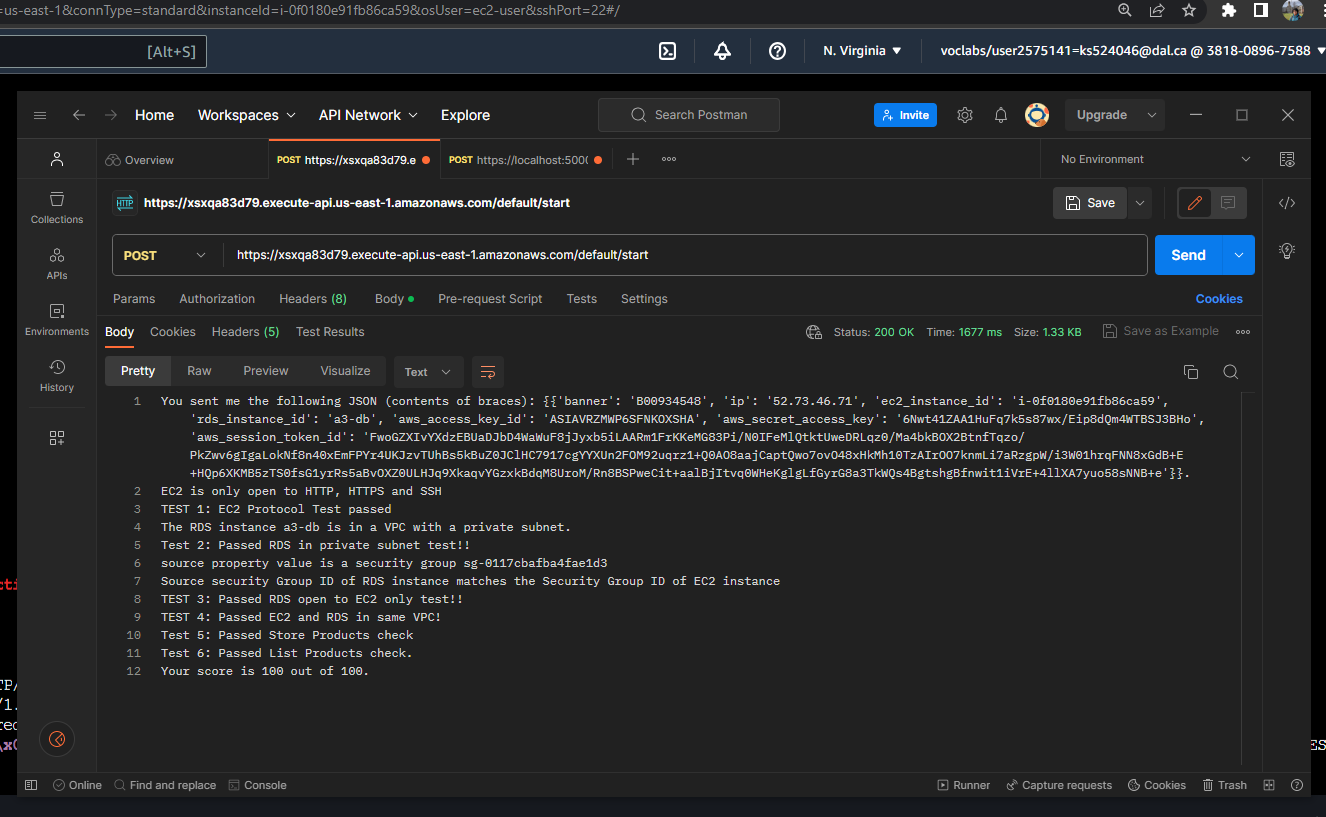 =us-east-1&connType=standard&instanceId=i-0f0180e91fb86ca59&osUser=ec2-user&sshPort=22#/
[Alt+S]
N. Virginia
voclabs/user2575141=ks524046@dal.ca @ 3818-0896-7588
Home
Workspaces
API Network
Explore
Search Postman
Invite
Upgrade
Overview
POST https://xsxqa83d79.e
POST https://localhost:500(
No Environment
Collections
APIs
Environments
History
HTTP
https://xsxqa83d79.execute-api.us-east-1.amazonaws.com/default/start
Save
POST
https://xsxqa83d79.execute-api.us-east-1.amazonaws.com/default/start
Send
Params
Authorization
Headers (8)
Body
Pre-request Script
Tests
Settings
Cookies
Body
Cookies
Headers (5)
Test Results
Status: 200 OK
Time: 1677 ms
Size: 1.33 KB
Save as Example
Pretty
Raw
Preview
Visualize
Text
1 You sent me the following JSON (contents of braces): {{'banner': 'B00934548', 'ip': '52.73.46.71', 'ec2_instance_id': 'i-0f0180e91fb86ca59',
'rds_instance_id': 'a3-db', 'aws_access_key_id': 'ASIAVRZMWP6SFNKOXSHA', 'aws_secret_access_key': '6Nwt41ZAA1HuFq7k5s87wx/Eip8dQm4WTBSJ3BHo',
'aws_session_token_id': 'FwoGZXIvYXdzEBUaDJbD4WaWuF8jJyxb5iLAARm1FrKKeMG83Pi/N0IFeMlQtktUweDRLqz0/Ma4bkBOX2BtnfTqzo/
PkZwv6gIgaLokNf8n40xEmFPYr4UKJzvTUhBs5kBuZ0JClHC7917cgYYXUn2FOM92uqrz1+Q0AO8aajCaptQwo7ovO48xHkMh10TzAIrOO7knmLi7aRzgpW/i3W01hrqFNN8xGdB+E
+HQp6XKMB5zTS0fsG1yrRs5aBvOXZ0ULHJq9XkaqvYGzxkBdqM8UroM/Rn8BSPweCit+aalBjItvq0WHeKglgLfGyrG8a3TkWQs4BgtshgBfnwit1iVrE+4llXA7yuo58sNNB+e'}}.
2 EC2 is only open to HTTP, HTTPS and SSH
3 TEST 1: EC2 Protocol Test passed
4 The RDS instance a3-db is in a VPC with a private subnet.
5 Test 2: Passed RDS in private subnet test!!
6 source property value is a security group sg-0117cbafba4fae1d3
7 Source security Group ID of RDS instance matches the Security Group ID of EC2 instance
8 TEST 3: Passed RDS open to EC2 only test!!
9 TEST 4: Passed EC2 and RDS in same VPC!
10 Test 5: Passed Store Products check
11 Test 6: Passed List Products check.
12 Your score is 100 out of 100.
cti
TP/
/1.
rec
\x0
ES
Online
Find and replace
Console
Runner
Capture requests
Cookies
Trash